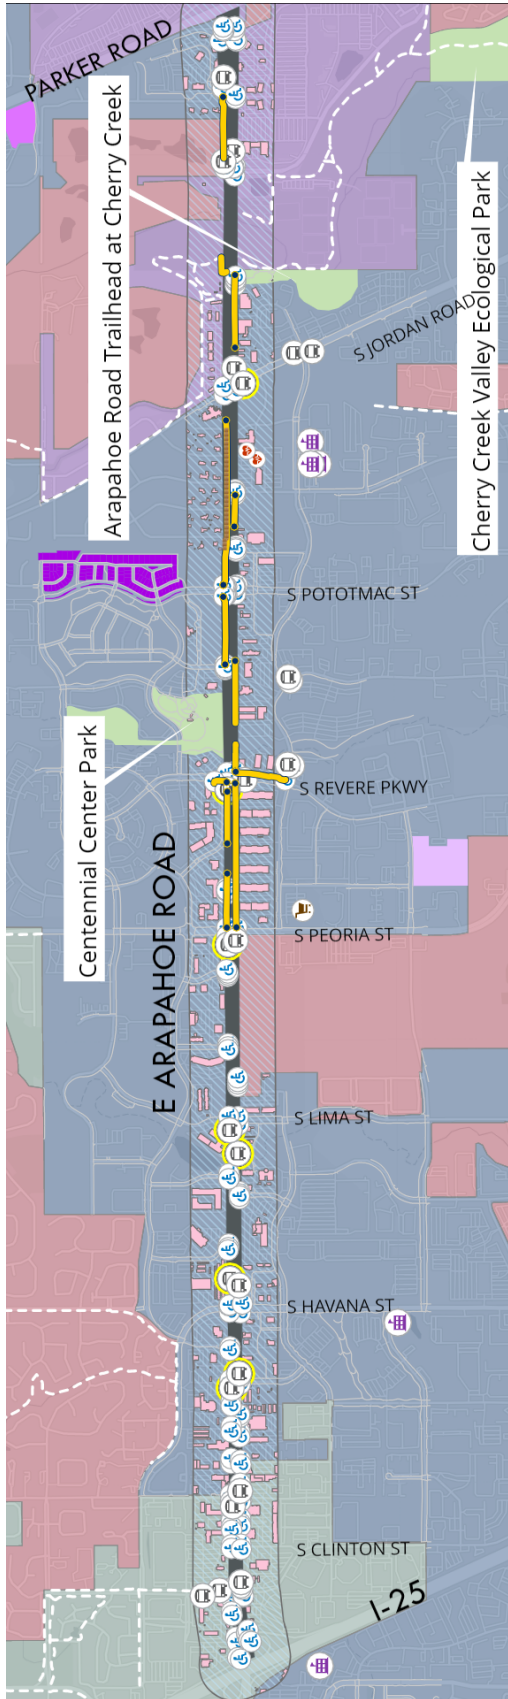 PARKER ROAD
Arapahoe Road Trailhead at Cherry Creek
Cherry Creek Valley Ecological Park
S JORDAN ROAD
S POTOTMAC ST
Centennial Center Park
S REVERE PKWY
E ARAPAHOE ROAD
S PEORIA ST
S LIMA ST
S HAVANA ST
S CLINTON ST
I-25